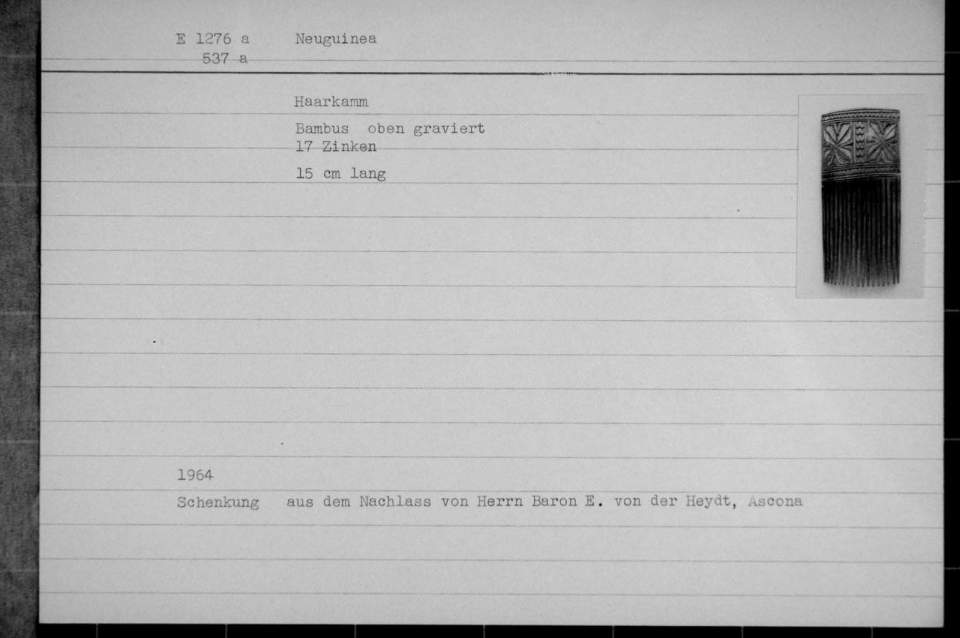 E 1276 a Neuguinea
537 a
Haarkamm
Bambus oben graviert
17 Zinken
15 cm lang
1964
Schenkung aus dem Nachlass von Herrn Baron E. von der Heydt, Ascona